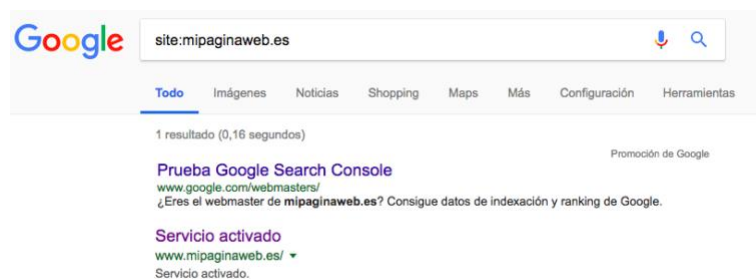 Google
site:mipaginaweb.es
Todo Imágenes Noticias Shopping Maps Más Configuración Herramientas
1 resultado (0,16 segundos)
Promoción de Google
Prueba Google Search Console
www.google.com/webmasters/
¿Eres el webmaster de mipaginaweb.es? Consigue datos de indexación y ranking de Google.
Servicio activado
www.mipaginaweb.es/
Servicio activado.